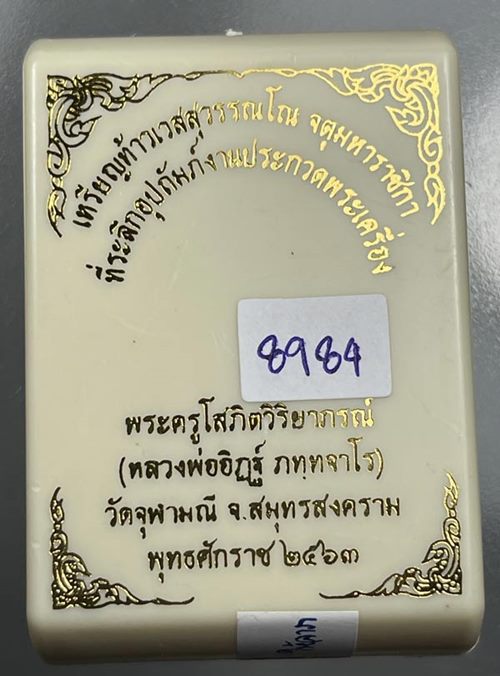 เหรียญท้าวเวสสุวรรณโณ จตุมหาราชิกา
ที่ระลึกอุปถัมภ์งานประกวดพระเครื่อง
8984
พระครูโสภิตวิริยาภรณ์
(หลวงพ่ออิฏฐ์ ภทฺทจาโร)
วัดจุฬามณี จ.สมุทรสงคราม
พุทธศักราช ๒๕๖๓